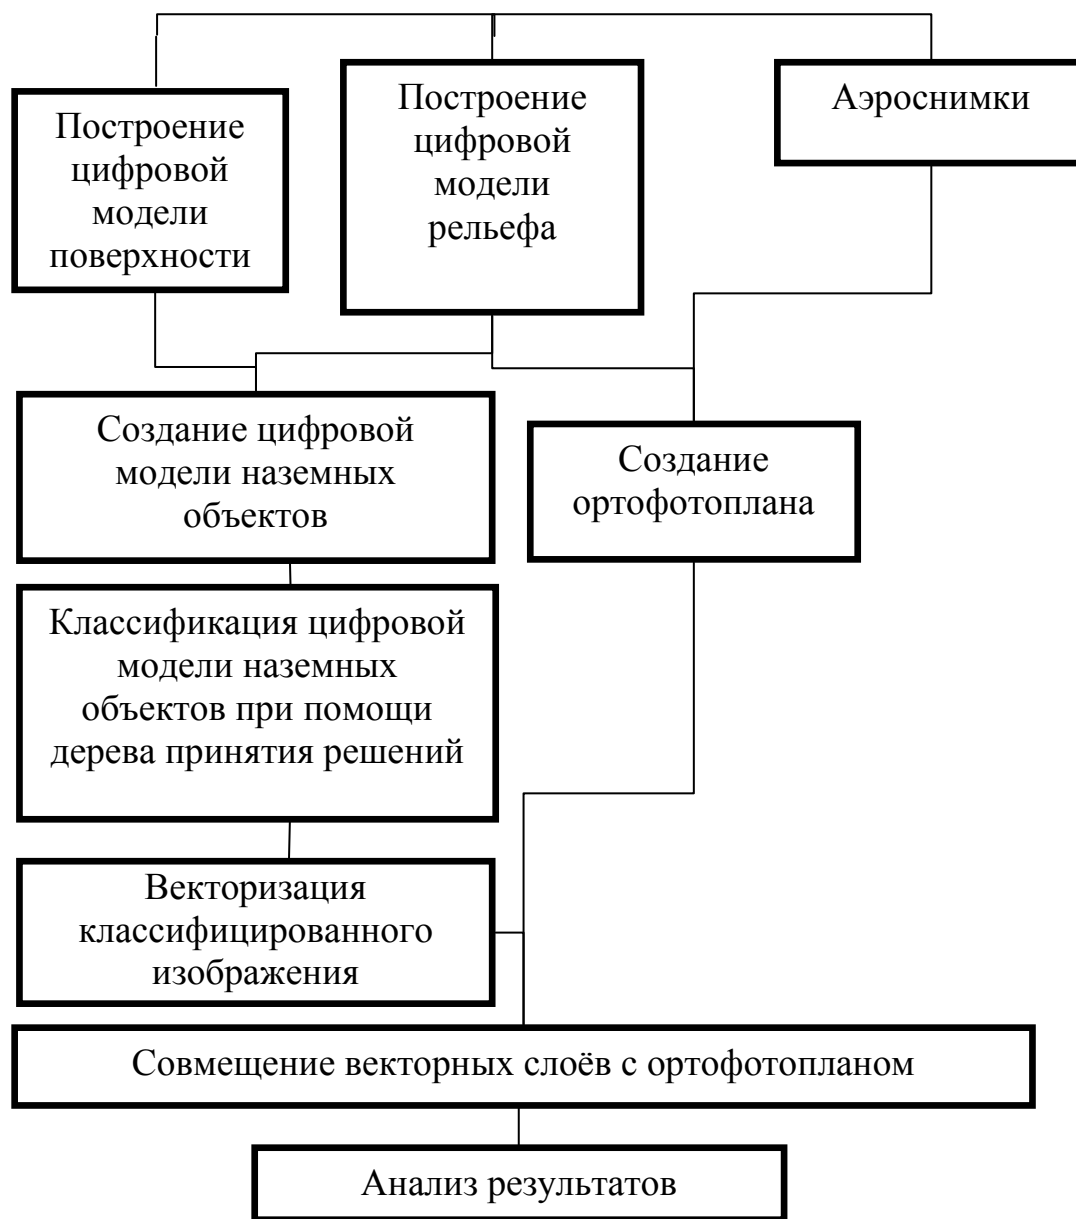 Построение
цифровой
модели
поверхности
Построение
цифровой
модели
рельефа
Аэроснимки
Создание цифровой
модели наземных
объектов
Создание
ортофотоплана
Классификация цифровой
модели наземных
объектов при помощи
дерева принятия решений
Векторизация
классифицированного
изображения
Совмещение векторных слоёв с ортофотопланом
Анализ результатов